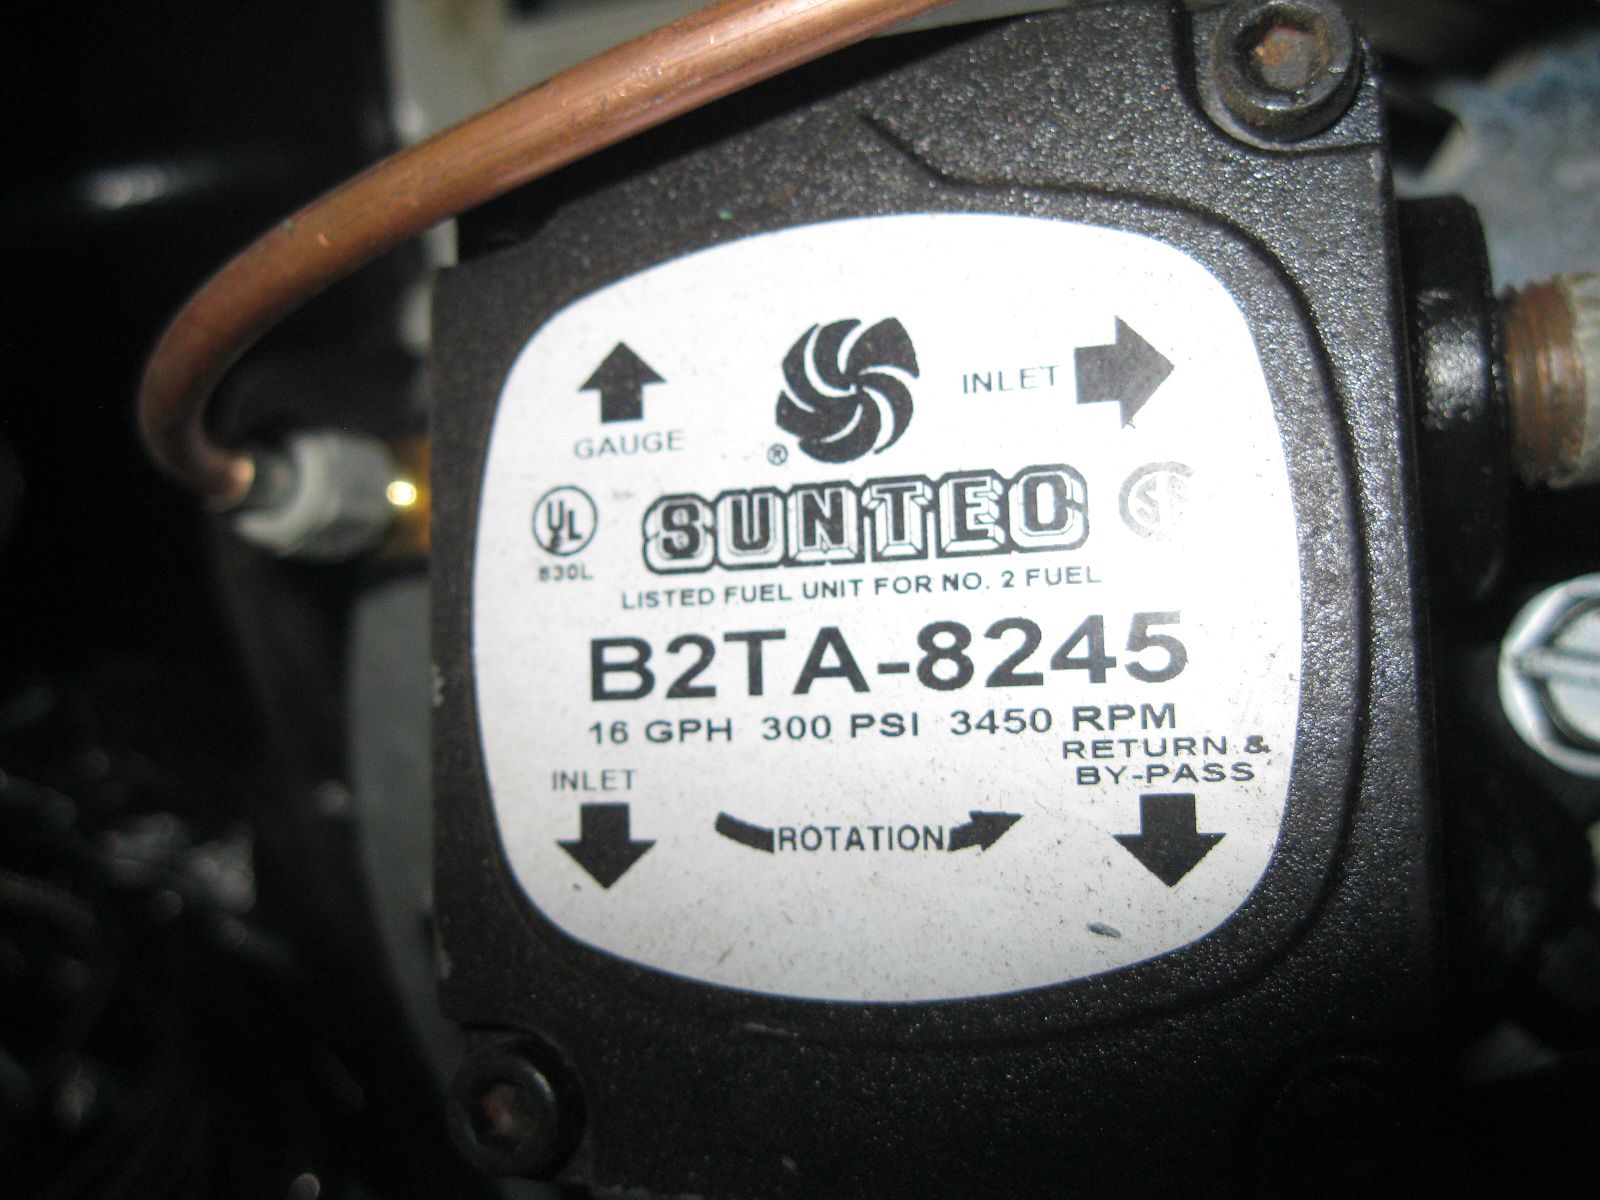 GAUGE
INLET
®
UL
SUNTEC
830L
LISTED FUEL UNIT FOR NO. 2 FUEL
B2TA-8245
16 GPH 300 PSI 3450 RPM
INLET
RETURN &
BY-PASS
ROTATION